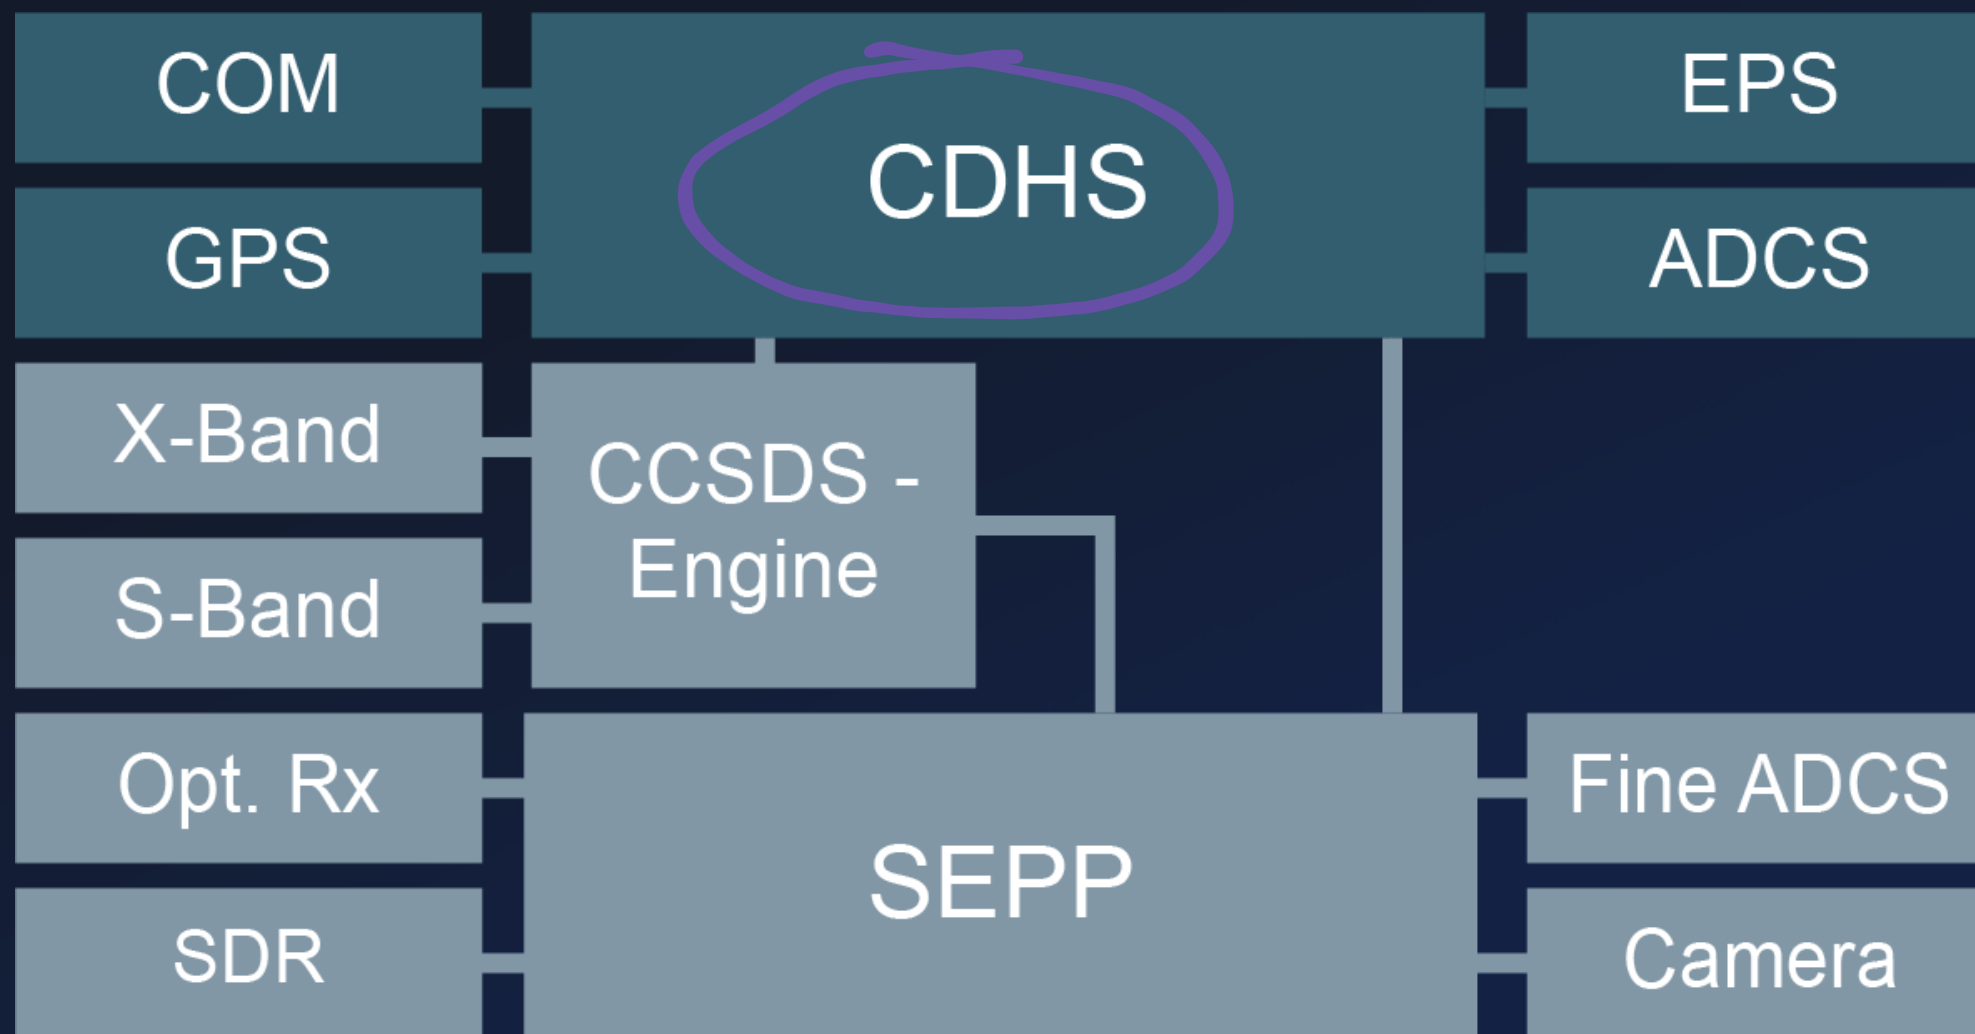 COM
CDHS
EPS
GPS
ADCS
X-Band
CCSDS -
Engine
S-Band
Opt. Rx
SEPP
Fine ADCS
SDR
Camera